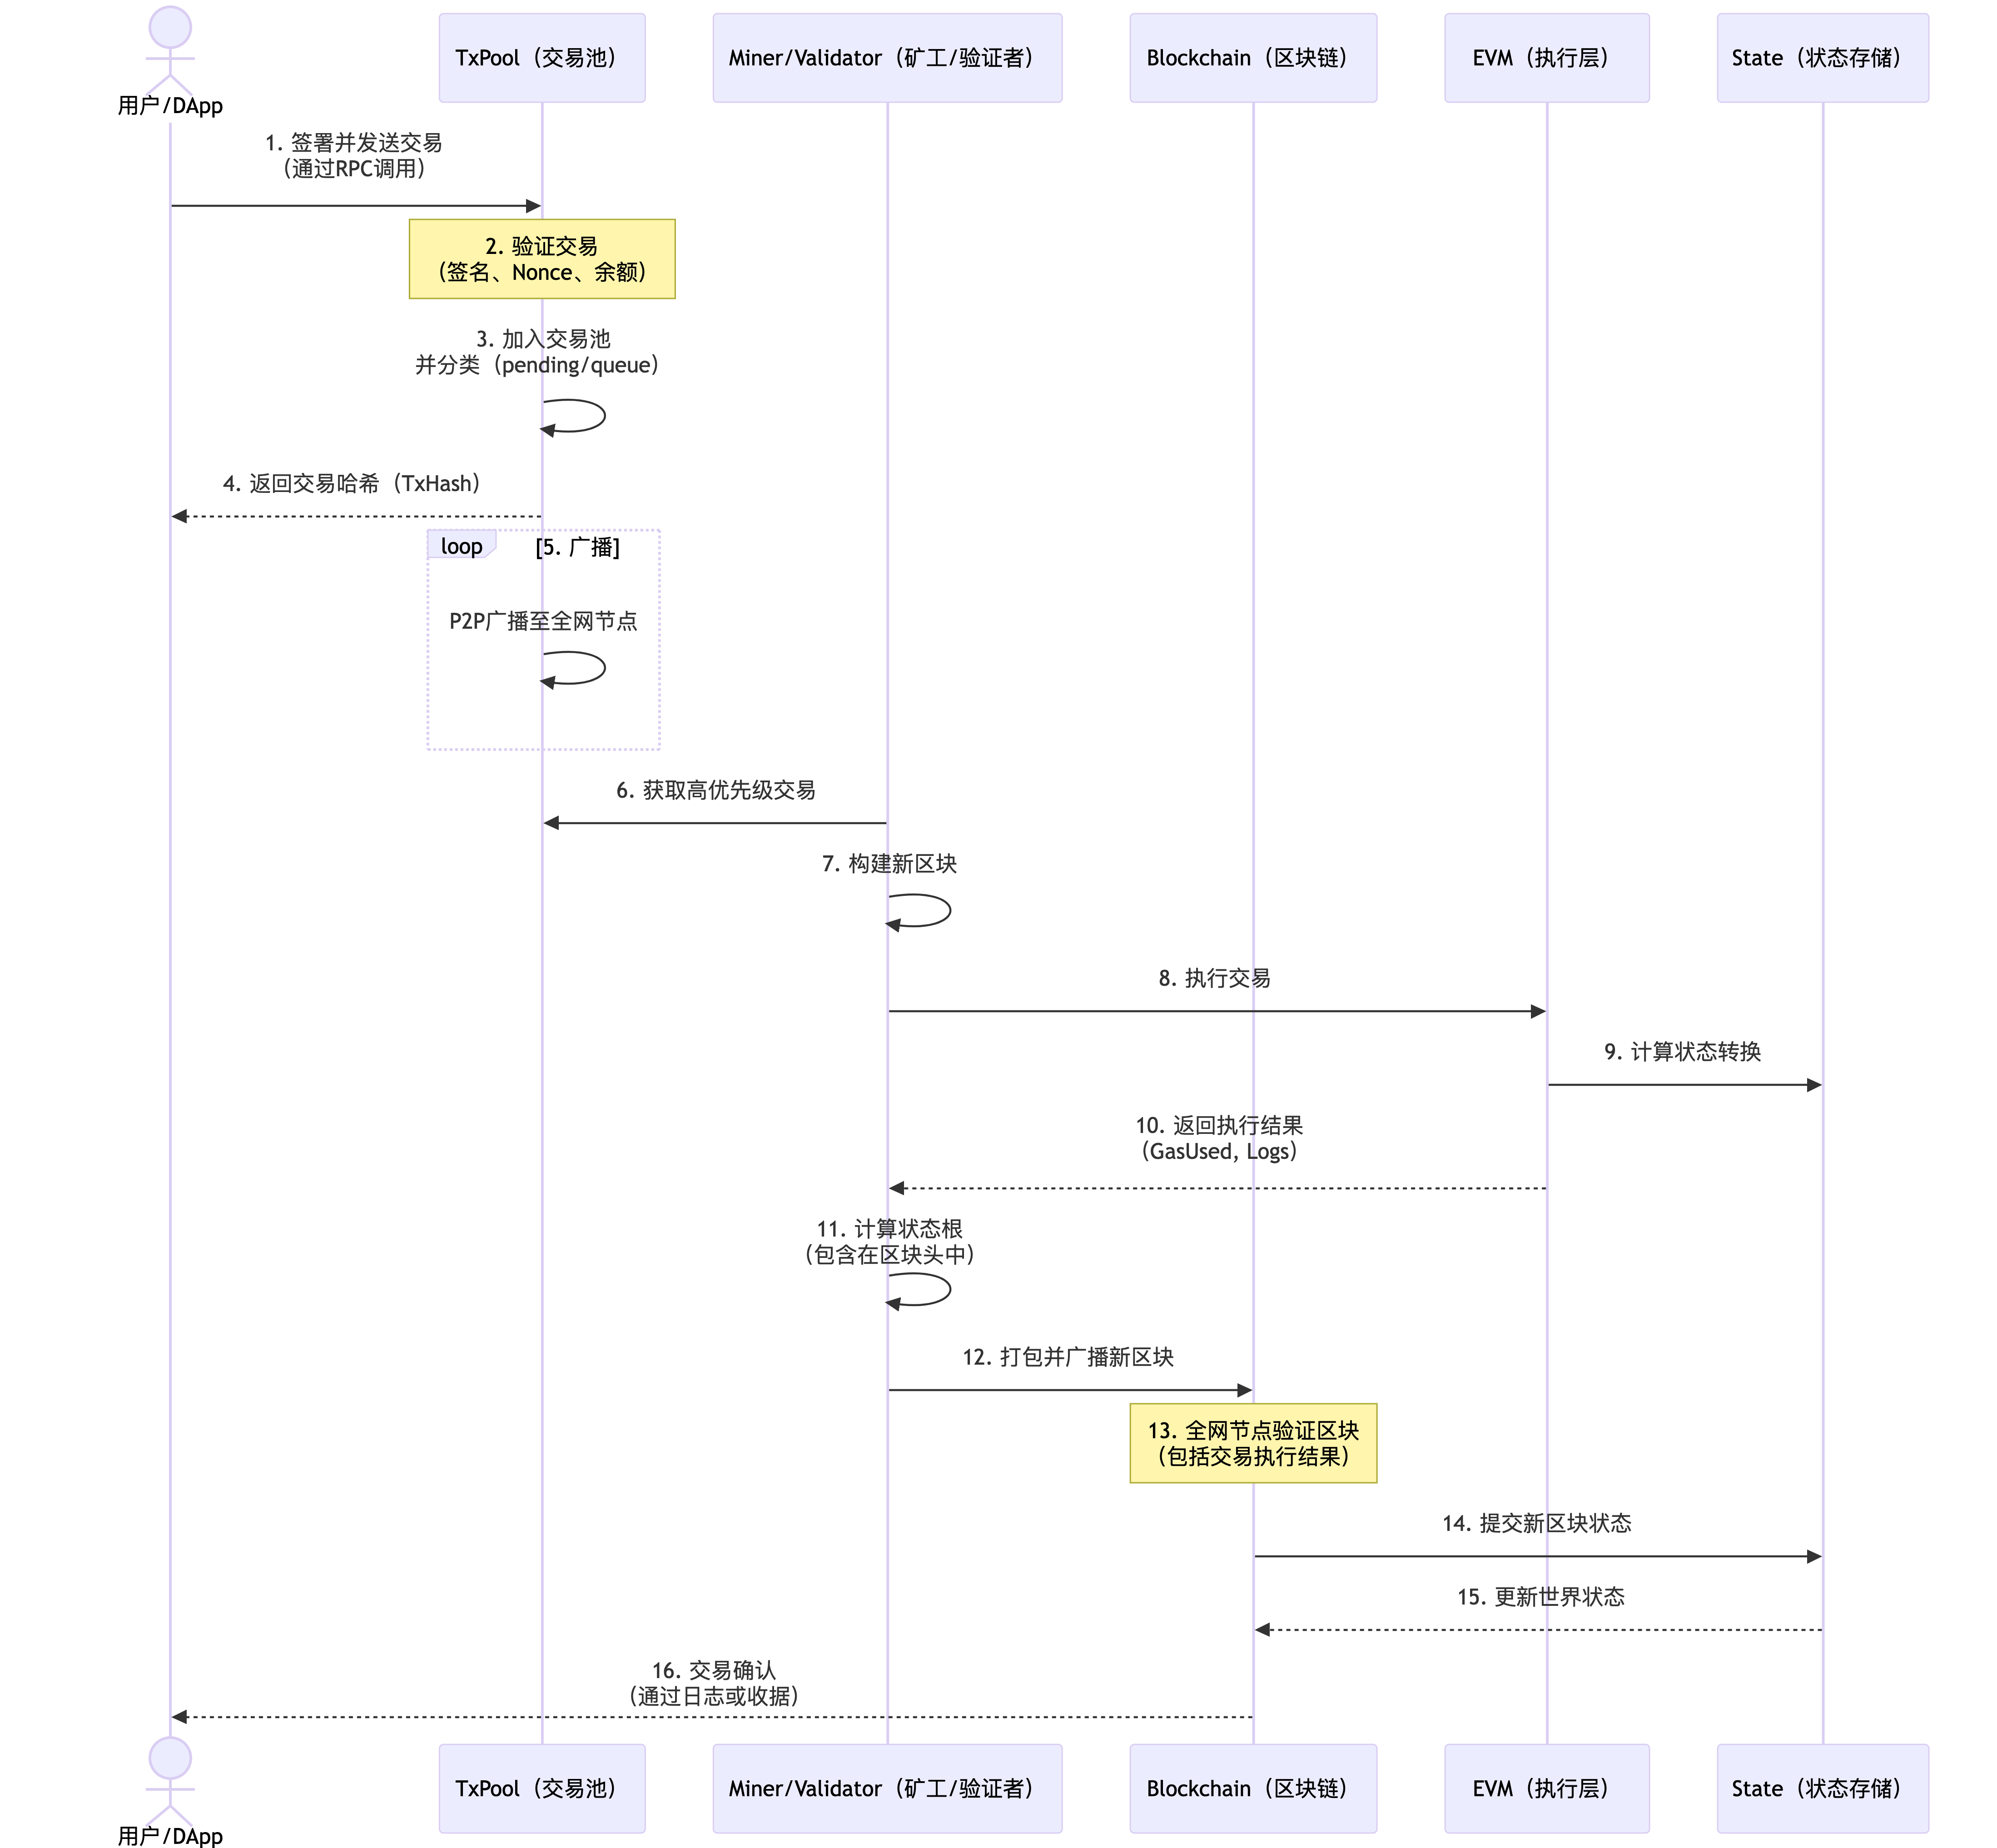 用户/DApp
TxPool（交易池）
Miner/Validator（矿工/验证者）
Blockchain（区块链）
EVM（执行层）
State（状态存储）
1. 签署并发送交易
（通过RPC调用）
2. 验证交易
（签名、Nonce、余额）
3. 加入交易池
并分类（pending/queue）
4. 返回交易哈希（TxHash）
loop
[5. 广播]
P2P广播至全网节点
6. 获取高优先级交易
7. 构建新区块
8. 执行交易
9. 计算状态转换
10. 返回执行结果
（GasUsed, Logs）
11. 计算状态根
（包含在区块头中）
12. 打包并广播新区块
13. 全网节点验证区块
（包括交易执行结果）
14. 提交新区块状态
15. 更新世界状态
16. 交易确认
（通过日志或收据）
用户/DApp
TxPool（交易池）
Miner/Validator（矿工/验证者）
Blockchain（区块链）
EVM（执行层）
State（状态存储）